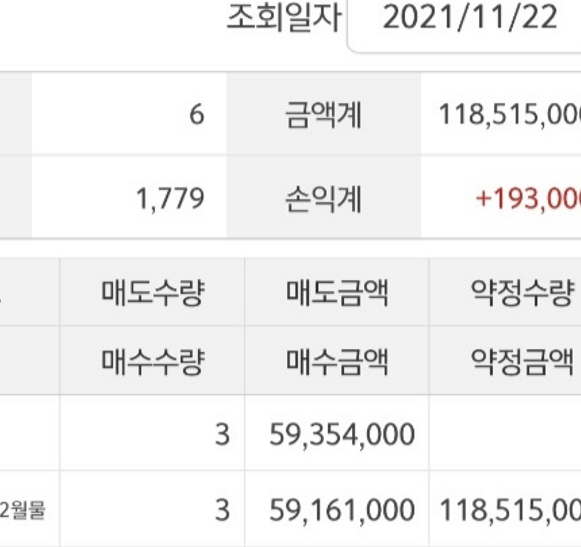 조회일자 2021/11/22
6 금액계 118,515,00
1,779 손익계 +193,00
매도수량 매도금액 약정수량
매수수량 매수금액 약정금액
3 59,354,000
2월물 3 59,161,000 118,515,00